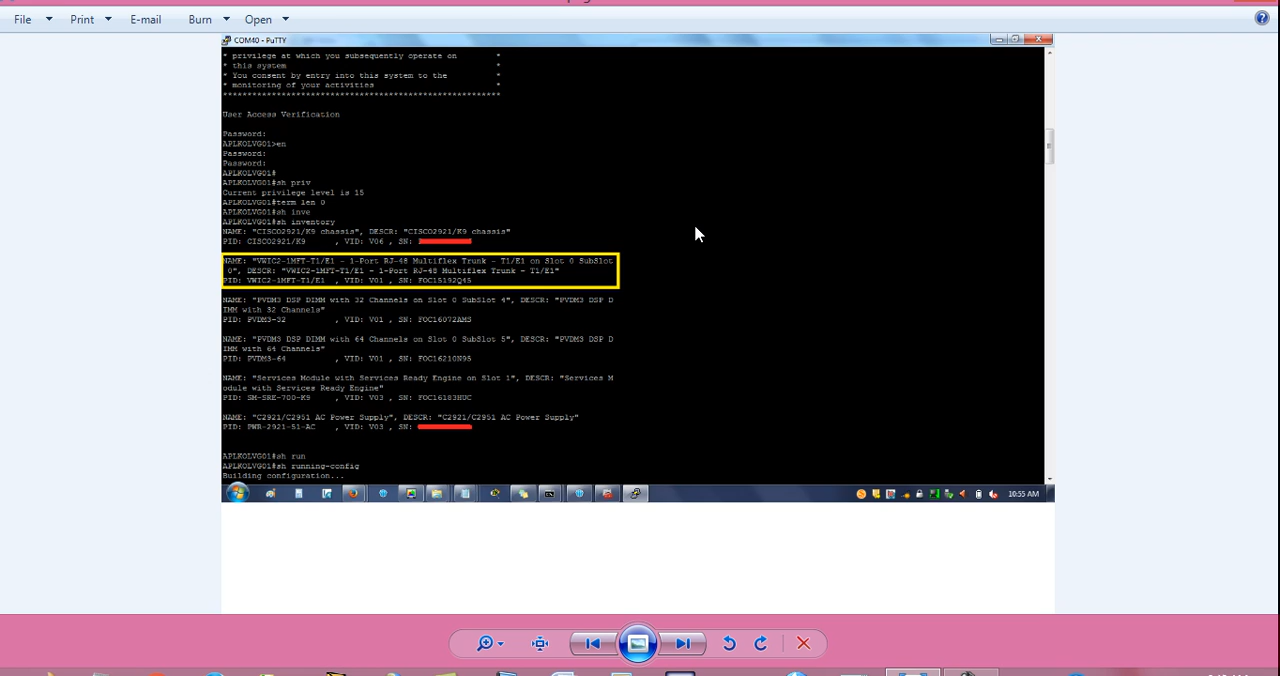 File Print E-mail Burn Open
COM40 - PuTTY
* privilege at which you subsequently operate on *
* this system *
* You consent by entry into this system to the *
* monitoring of your activities *
*********************************************************
User Access Verification
Password:
APLKOLVG01>en
Password:
Password:
APLKOLVG01#
APLKOLVG01#sh priv
Current privilege level is 15
APLKOLVG01#term len 0
APLKOLVG01#sh inve
APLKOLVG01#sh inventory
NAME: "CISCO2921/K9 chassis", DESCR: "CISCO2921/K9 chassis"
PID: CISCO2921/K9 , VID: V06 , SN:
NAME: "VWIC2-1MFT-T1/E1 - 1-Port RJ-48 Multiflex Trunk - T1/E1 on Slot 0 SubSlot
0", DESCR: "VWIC2-1MFT-T1/E1 - 1-Port RJ-48 Multiflex Trunk - T1/E1"
PID: VWIC2-1MFT-T1/E1 , VID: V01 , SN: FOC15192Q45
NAME: "PVDM3 DSP DIMM with 32 Channels on Slot 0 SubSlot 4", DESCR: "PVDM3 DSP D
IMM with 32 Channels"
PID: PVDM3-32 , VID: V01 , SN: FOC16072AMS
NAME: "PVDM3 DSP DIMM with 64 Channels on Slot 0 SubSlot 5", DESCR: "PVDM3 DSP D
IMM with 64 Channels"
PID: PVDM3-64 , VID: V01 , SN: FOC16210N95
NAME: "Services Module with Services Ready Engine on Slot 1", DESCR: "Services M
odule with Services Ready Engine"
PID: SM-SRE-700-K9 , VID: V03 , SN: FOC16183HUC
NAME: "C2921/C2951 AC Power Supply", DESCR: "C2921/C2951 AC Power Supply"
PID: PWR-2921-51-AC , VID: V03 , SN:
APLKOLVG01#sh run
APLKOLVG01#sh running-config
Building configuration...
10:55 AM